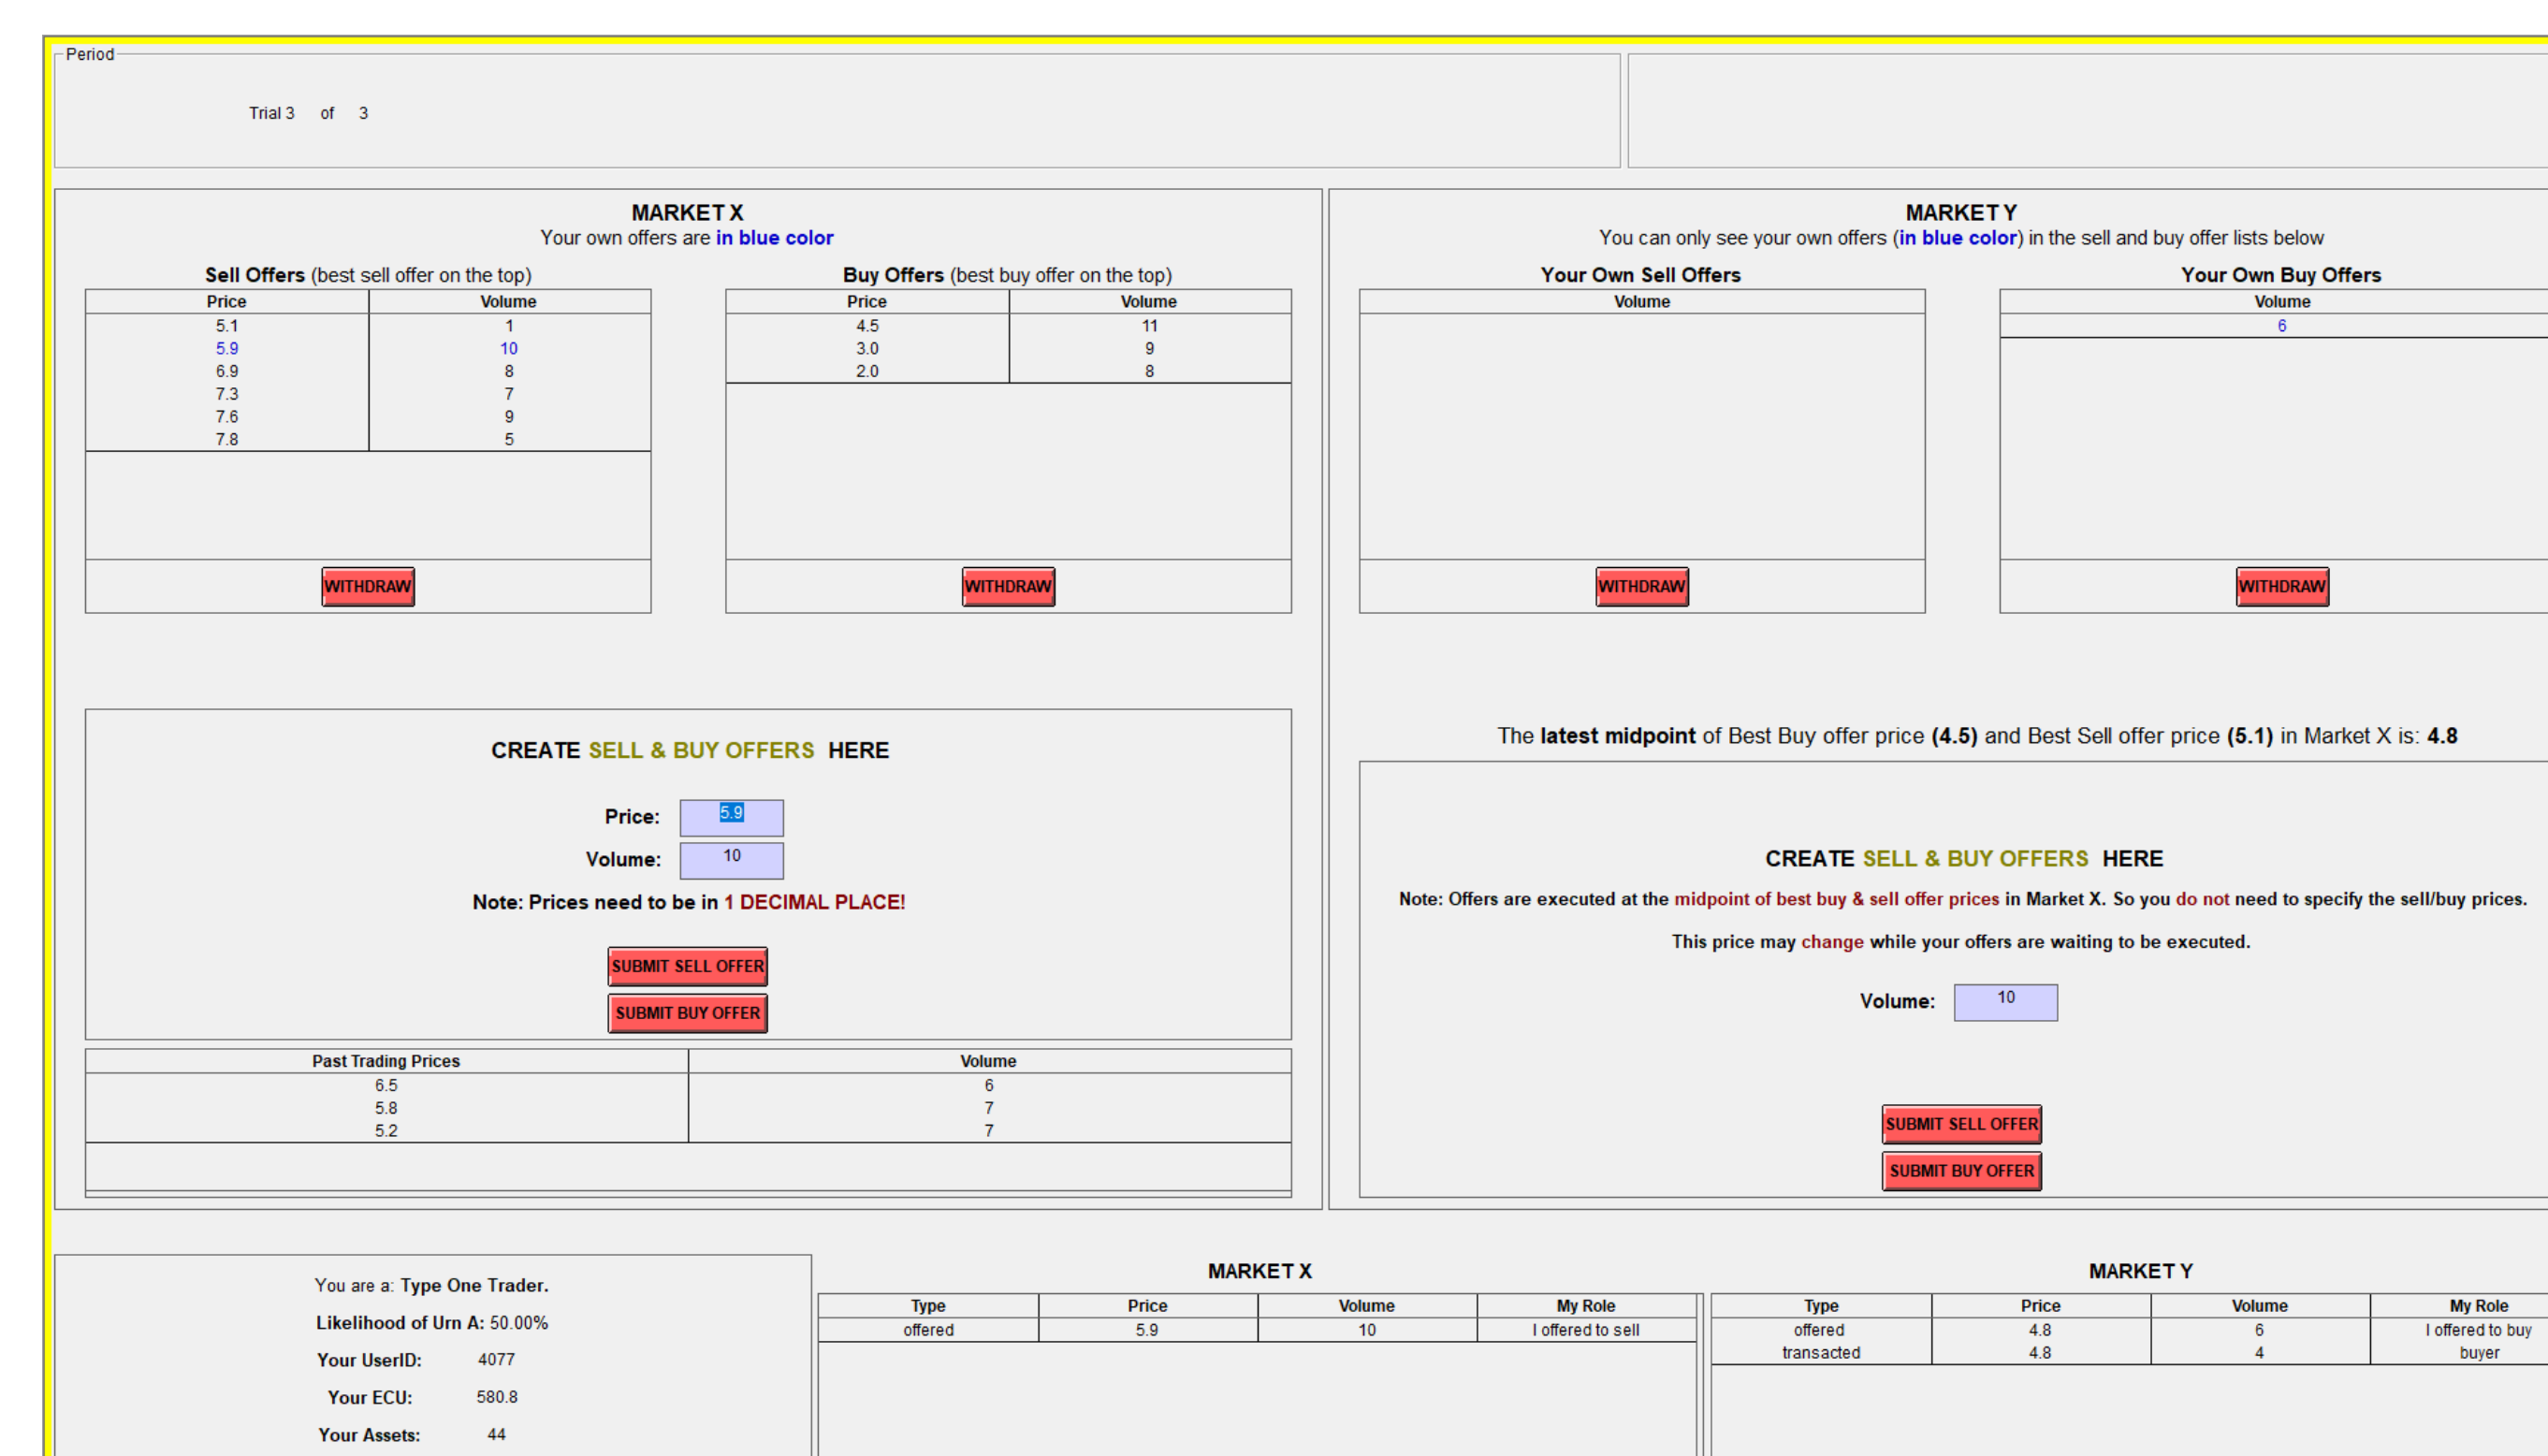 Period
Trial 3 of 3
MARKET X
Your own offers are in blue color
Sell Offers (best sell offer on the top)
Price Volume
5.1 1
5.9 10
6.9 8
7.3 7
7.6 9
7.8 5
WITHDRAW
Buy Offers (best buy offer on the top)
Price Volume
4.5 11
3.0 9
2.0 8
WITHDRAW
CREATE SELL & BUY OFFERS HERE
Price: 5.9
Volume: 10
Note: Prices need to be in 1 DECIMAL PLACE!
SUBMIT SELL OFFER
SUBMIT BUY OFFER
Past Trading Prices Volume
6.5 6
5.8 7
5.2 7
MARKET Y
You can only see your own offers (in blue color) in the sell and buy offer lists below
Your Own Sell Offers
Volume
WITHDRAW
Your Own Buy Offers
Volume
6
WITHDRAW
The latest midpoint of Best Buy offer price (4.5) and Best Sell offer price (5.1) in Market X is: 4.8
CREATE SELL & BUY OFFERS HERE
Note: Offers are executed at the midpoint of best buy & sell offer prices in Market X. So you do not need to specify the sell/buy prices.
This price may change while your offers are waiting to be executed.
Volume: 10
SUBMIT SELL OFFER
SUBMIT BUY OFFER
You are a: Type One Trader.
Likelihood of Urn A: 50.00%
Your UserID: 4077
Your ECU: 580.8
Your Assets: 44
MARKET X
Type Price Volume My Role
offered 5.9 10 I offered to sell
MARKET Y
Type Price Volume My Role
offered 4.8 6 I offered to buy
transacted 4.8 4 buyer